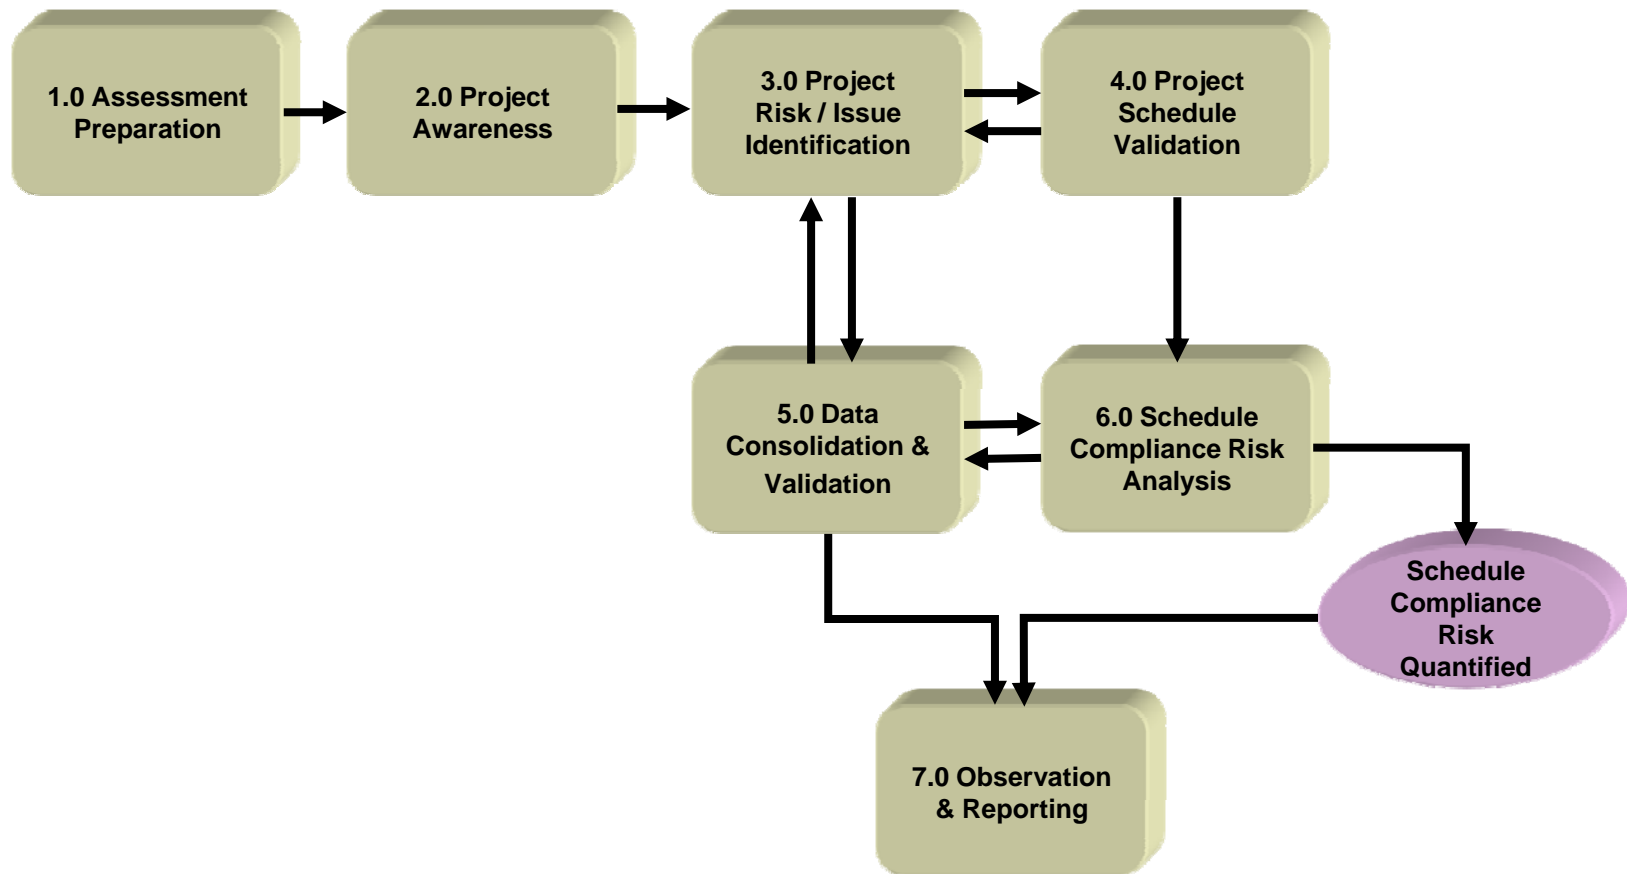 1.0 Assessment
Preparation
2.0 Project
Awareness
3.0 Project
Risk / Issue
Identification
4.0 Project
Schedule
Validation
5.0 Data
Consolidation &
Validation
6.0 Schedule
Compliance Risk
Analysis
Schedule
Compliance
Risk
Quantified
7.0 Observation
& Reporting